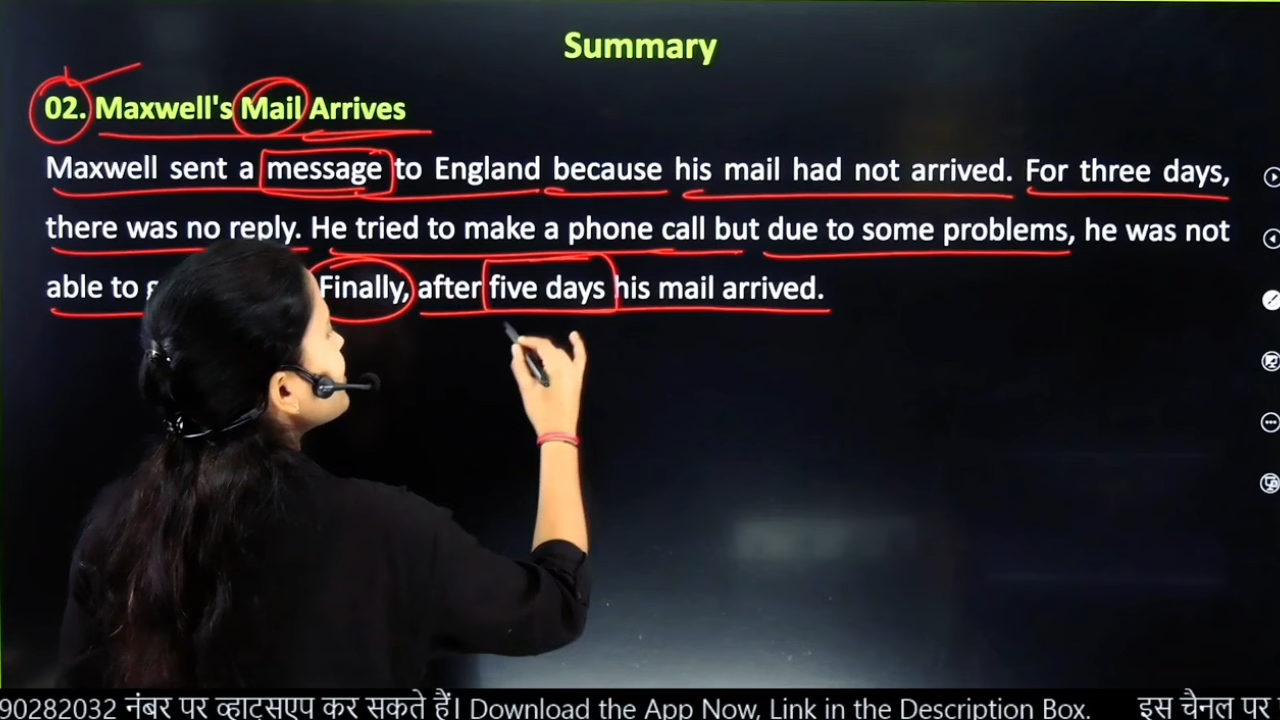 Summary
02. Maxwell's Mail Arrives
Maxwell sent a message to England because his mail had not arrived. For three days,
there was no reply. He tried to make a phone call but due to some problems, he was not
able to Finally, after five days his mail arrived.
90282032 नंबर पर व्हाट्सएप कर सकते हैं। Download the App Now, Link in the Description Box. इस चैनल पर